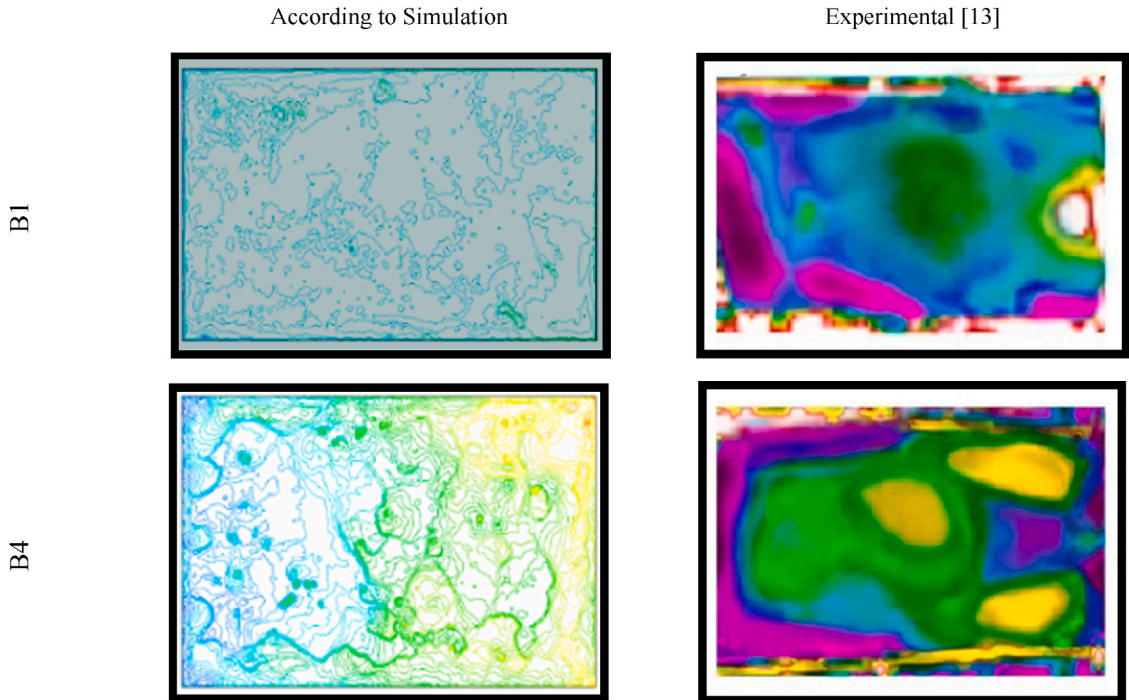 According to Simulation
Experimental [13]
B1
B4